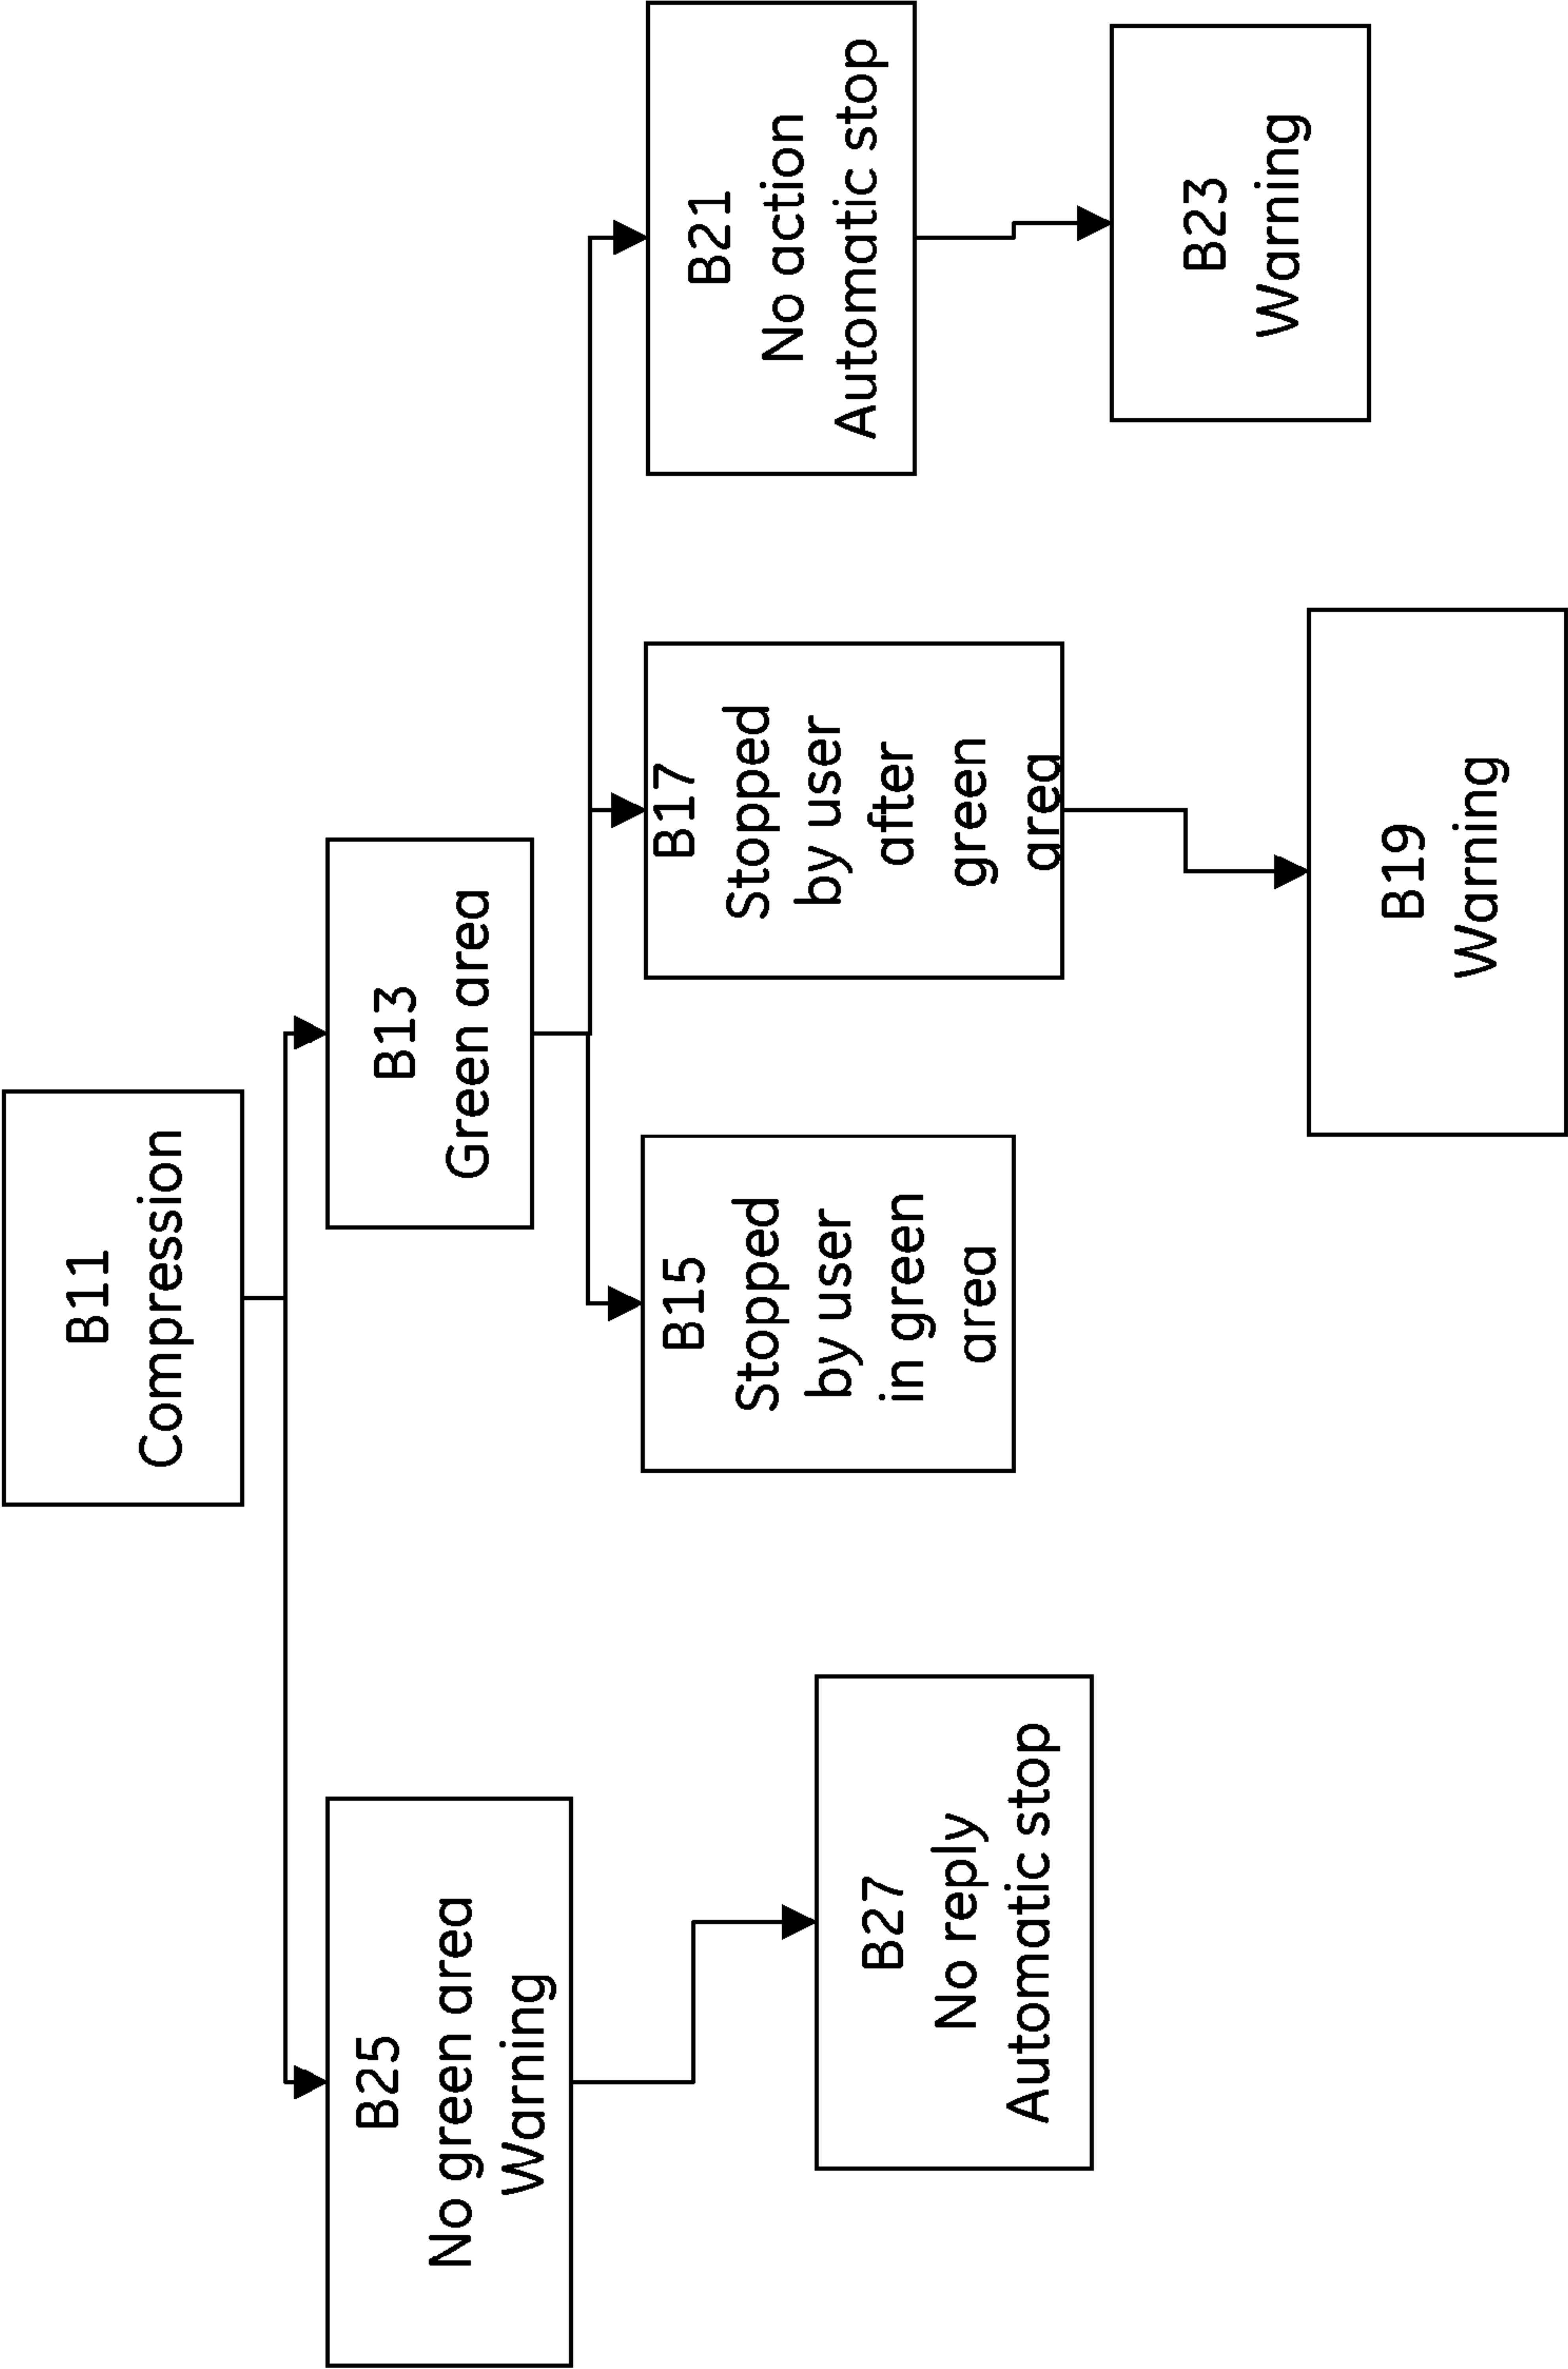 B11
Compression
B25
No green area
Warning
B13
Green area
B27
No reply
Automatic stop
B15
Stopped
by user
in green
area
B17
Stopped
by user
after
green
area
B21
No action
Automatic stop
B19
Warning
B23
Warning